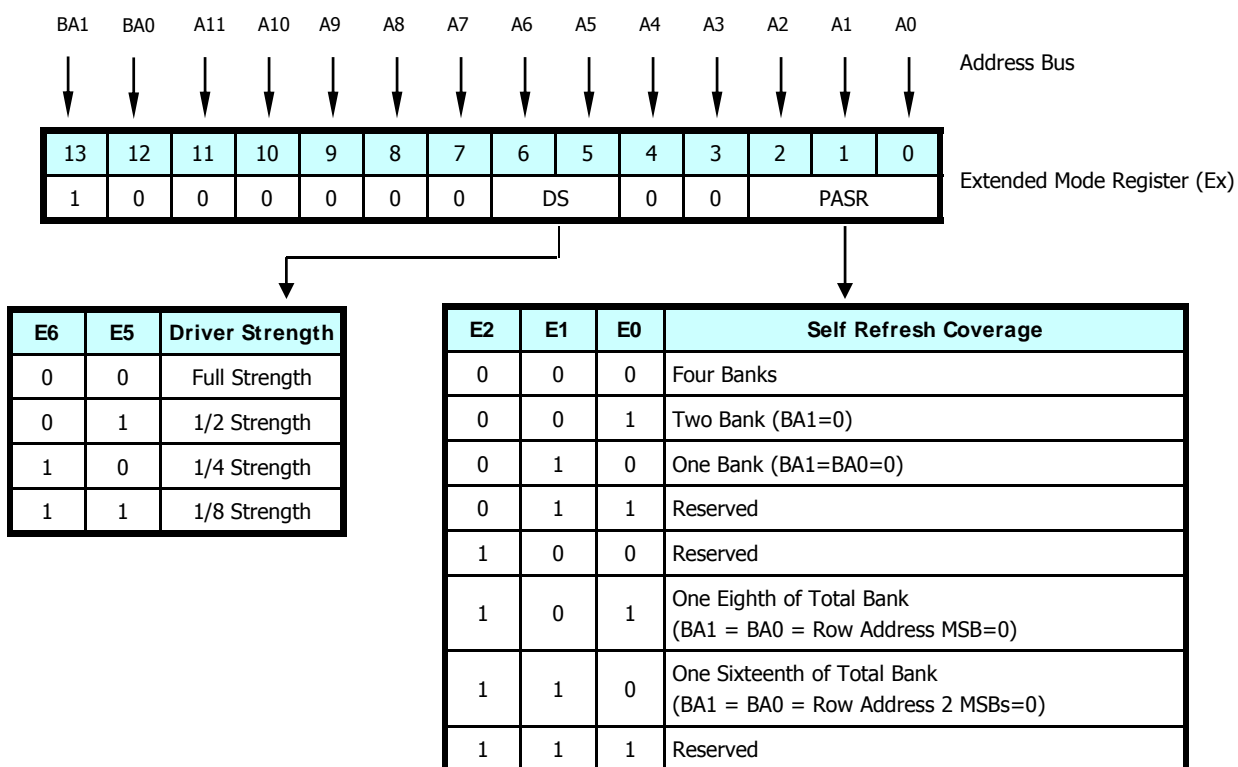 BA1 BA0 A11 A10 A9 A8 A7 A6 A5 A4 A3 A2 A1 A0
Address Bus
13 12 11 10 9 8 7 6 5 4 3 2 1 0
1 0 0 0 0 0 0 DS 0 0 PASR
Extended Mode Register (Ex)
E6 E5 Driver Strength
0 0 Full Strength
0 1 1/2 Strength
1 0 1/4 Strength
1 1 1/8 Strength
E2 E1 E0 Self Refresh Coverage
0 0 0 Four Banks
0 0 1 Two Bank (BA1=0)
0 1 0 One Bank (BA1=BA0=0)
0 1 1 Reserved
1 0 0 Reserved
1 0 1 One Eighth of Total Bank
(BA1 = BA0 = Row Address MSB=0)
1 1 0 One Sixteenth of Total Bank
(BA1 = BA0 = Row Address 2 MSBs=0)
1 1 1 Reserved